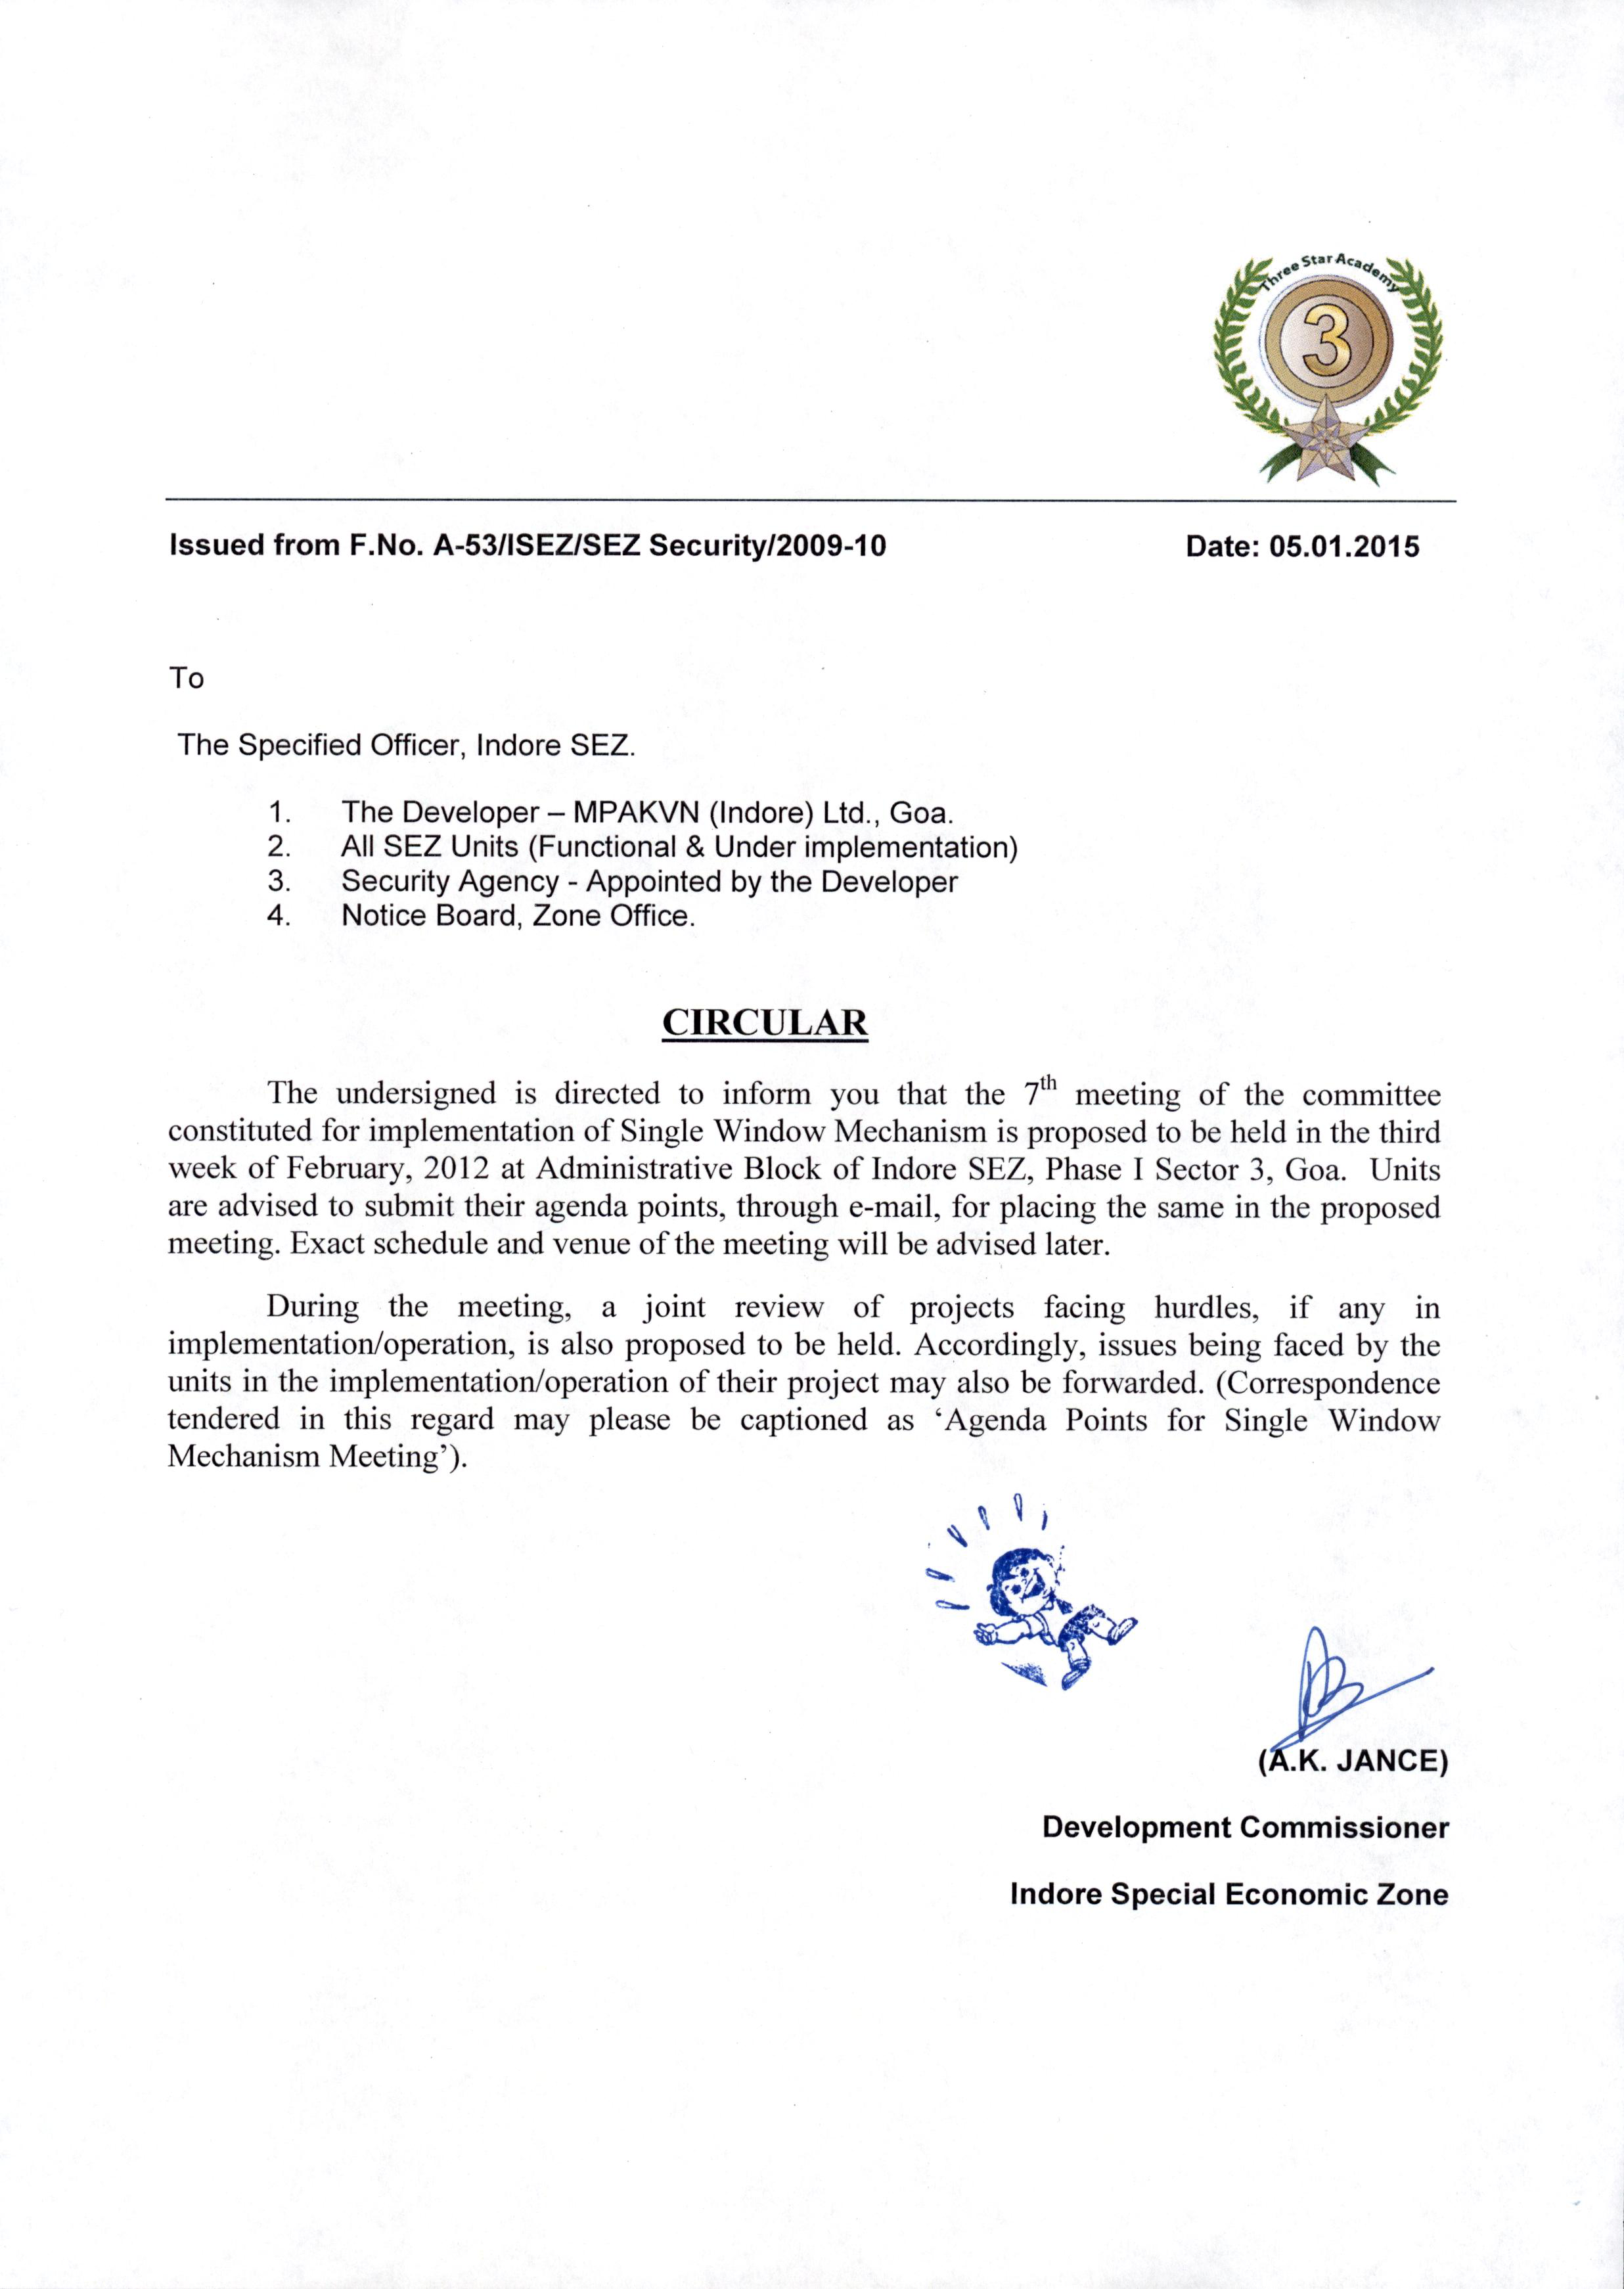 Three Star Academy
3
Issued from F.No. A-53/ISEZ/SEZ Security/2009-10 Date: 05.01.2015
To
The Specified Officer, Indore SEZ.
1. The Developer – MPAKVN (Indore) Ltd., Goa.
2. All SEZ Units (Functional & Under implementation)
3. Security Agency - Appointed by the Developer
4. Notice Board, Zone Office.
CIRCULAR
The undersigned is directed to inform you that the 7th meeting of the committee
constituted for implementation of Single Window Mechanism is proposed to be held in the third
week of February, 2012 at Administrative Block of Indore SEZ, Phase I Sector 3, Goa. Units
are advised to submit their agenda points, through e-mail, for placing the same in the proposed
meeting. Exact schedule and venue of the meeting will be advised later.
During the meeting, a joint review of projects facing hurdles, if any in
implementation/operation, is also proposed to be held. Accordingly, issues being faced by the
units in the implementation/operation of their project may also be forwarded. (Correspondence
tendered in this regard may please be captioned as ‘Agenda Points for Single Window
Mechanism Meeting’).
(A.K. JANCE)
Development Commissioner
Indore Special Economic Zone